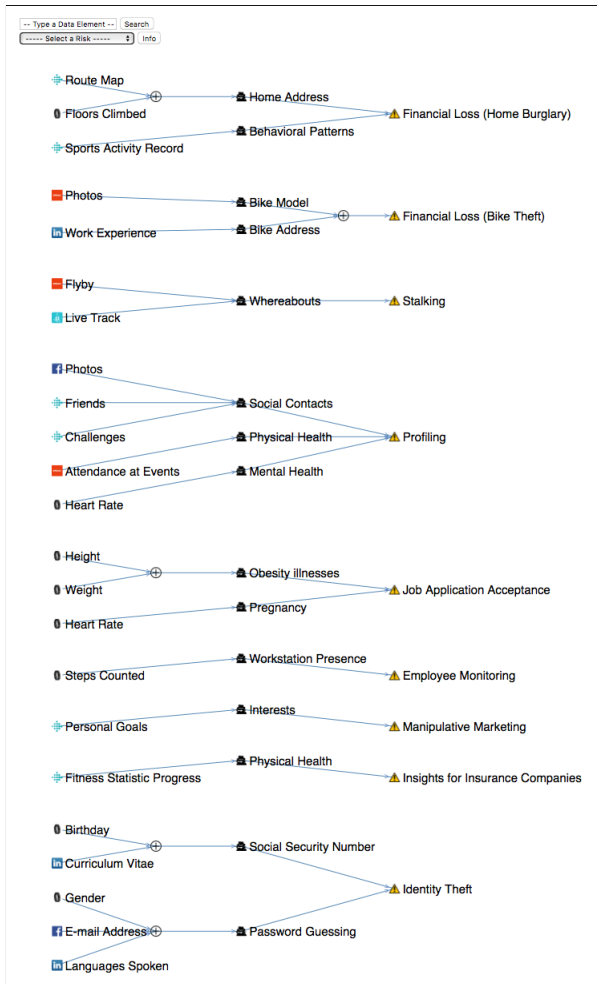 -- Type a Data Element -- Search
----- Select a Risk ----- Info
Route Map
Home Address
Floors Climbed
Financial Loss (Home Burglary)
Behavioral Patterns
Sports Activity Record
Photos
Bike Model
Financial Loss (Bike Theft)
Work Experience
Bike Address
Flyby
Whereabouts
Stalking
Live Track
Photos
Friends
Social Contacts
Challenges
Physical Health
Profiling
Attendance at Events
Mental Health
Heart Rate
Height
Obesity illnesses
Weight
Job Application Acceptance
Pregnancy
Heart Rate
Workstation Presence
Steps Counted
Employee Monitoring
Interests
Personal Goals
Manipulative Marketing
Physical Health
Fitness Statistic Progress
Insights for Insurance Companies
Birthday
Social Security Number
Curriculum Vitae
Identity Theft
Gender
E-mail Address
Password Guessing
Languages Spoken